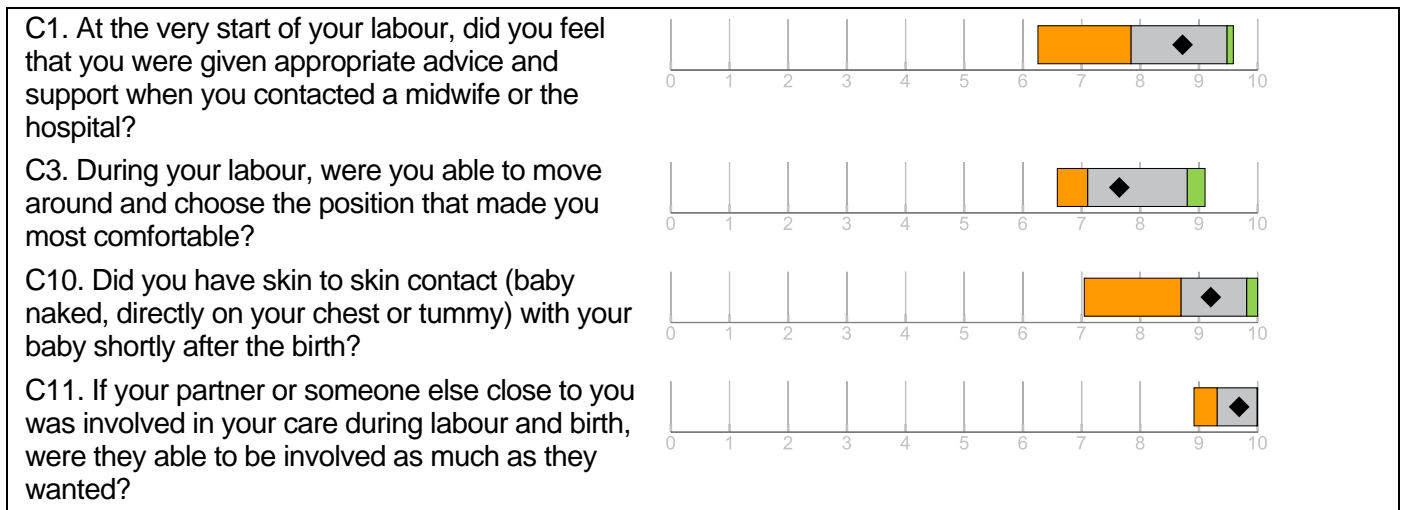 C1. At the very start of your labour, did you feel
that you were given appropriate advice and
support when you contacted a midwife or the
hospital?
0 1 2 3 4 5 6 7 8 9 10
C3. During your labour, were you able to move
around and choose the position that made you
most comfortable?
0 1 2 3 4 5 6 7 8 9 10
C10. Did you have skin to skin contact (baby
naked, directly on your chest or tummy) with your
baby shortly after the birth?
0 1 2 3 4 5 6 7 8 9 10
C11. If your partner or someone else close to you
was involved in your care during labour and birth,
were they able to be involved as much as they
wanted?
0 1 2 3 4 5 6 7 8 9 10